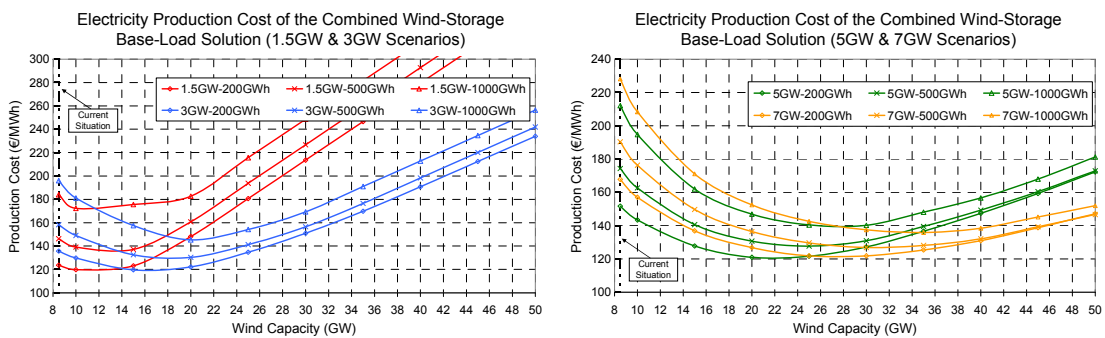 Electricity Production Cost of the Combined Wind-Storage
Base-Load Solution (1.5GW & 3GW Scenarios)
Production Cost (€/MWh)
300
280
260
240
220
200
180
160
140
120
100
1.5GW-200GWh 1.5GW-500GWh 1.5GW-1000GWh
3GW-200GWh 3GW-500GWh 3GW-1000GWh
Current
Situation
8 10 12 14 16 18 20 22 24 26 28 30 32 34 36 38 40 42 44 46 48 50
Wind Capacity (GW)
Electricity Production Cost of the Combined Wind-Storage
Base-Load Solution (5GW & 7GW Scenarios)
Production Cost (€/MWh)
240
220
200
180
160
140
120
100
5GW-200GWh 5GW-500GWh 5GW-1000GWh
7GW-200GWh 7GW-500GWh 7GW-1000GWh
Current
Situation
8 10 12 14 16 18 20 22 24 26 28 30 32 34 36 38 40 42 44 46 48 50
Wind Capacity (GW)